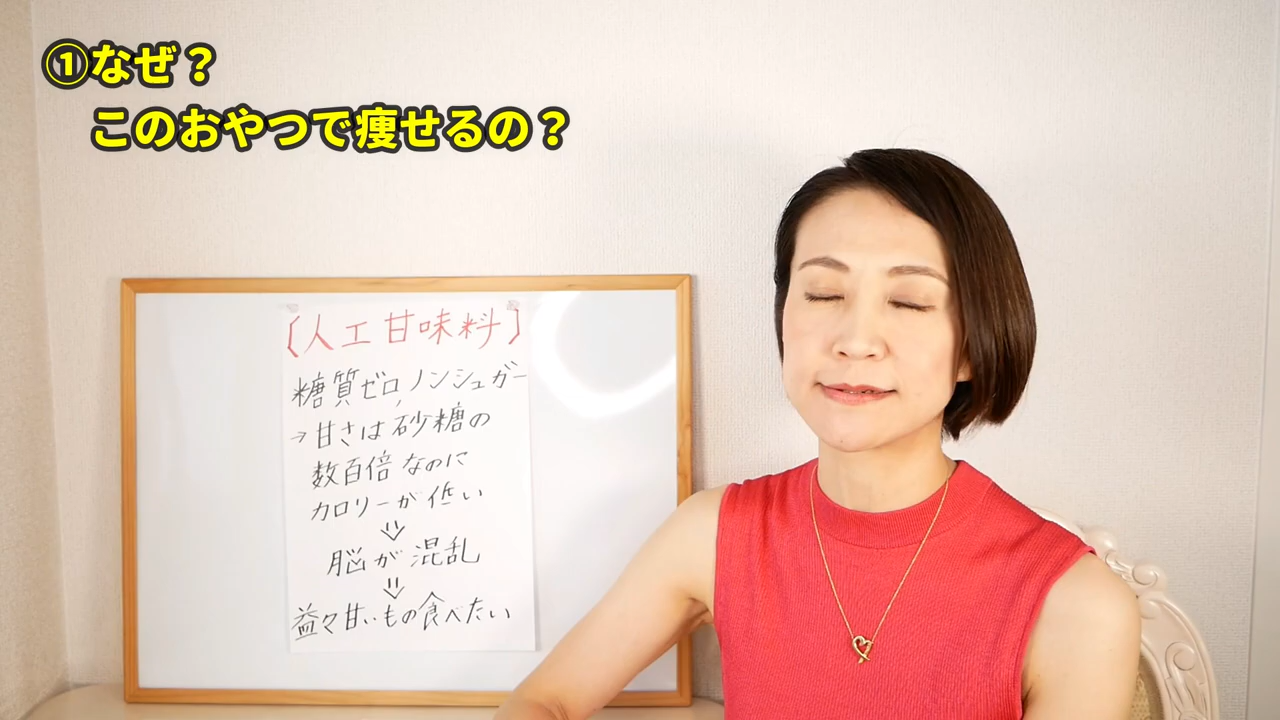 ①なぜ？
このおやつで痩せるの？
〔人工甘味料〕
糖質ゼロ,ノンシュガー
→甘さは砂糖の
数百倍なのに
カロリーが低い
⇓
脳が混乱
⇓
益々甘いもの食べたい